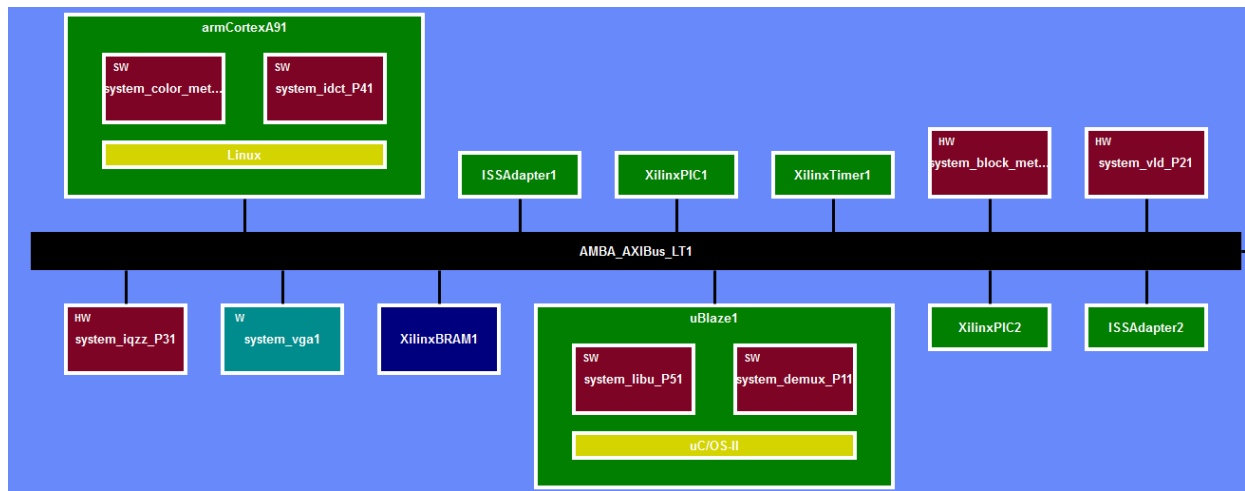 armCortexA91
SW
system_color_met...
SW
system_idct_P41
Linux
ISSAdapter1
XilinxPIC1
XilinxTimer1
HW
system_block_met...
HW
system_vld_P21
AMBA_AXIBus_LT1
HW
system_iqzz_P31
W
system_vga1
XilinxBRAM1
uBlaze1
SW
system_libu_P51
SW
system_demux_P11
uC/OS-II
XilinxPIC2
ISSAdapter2